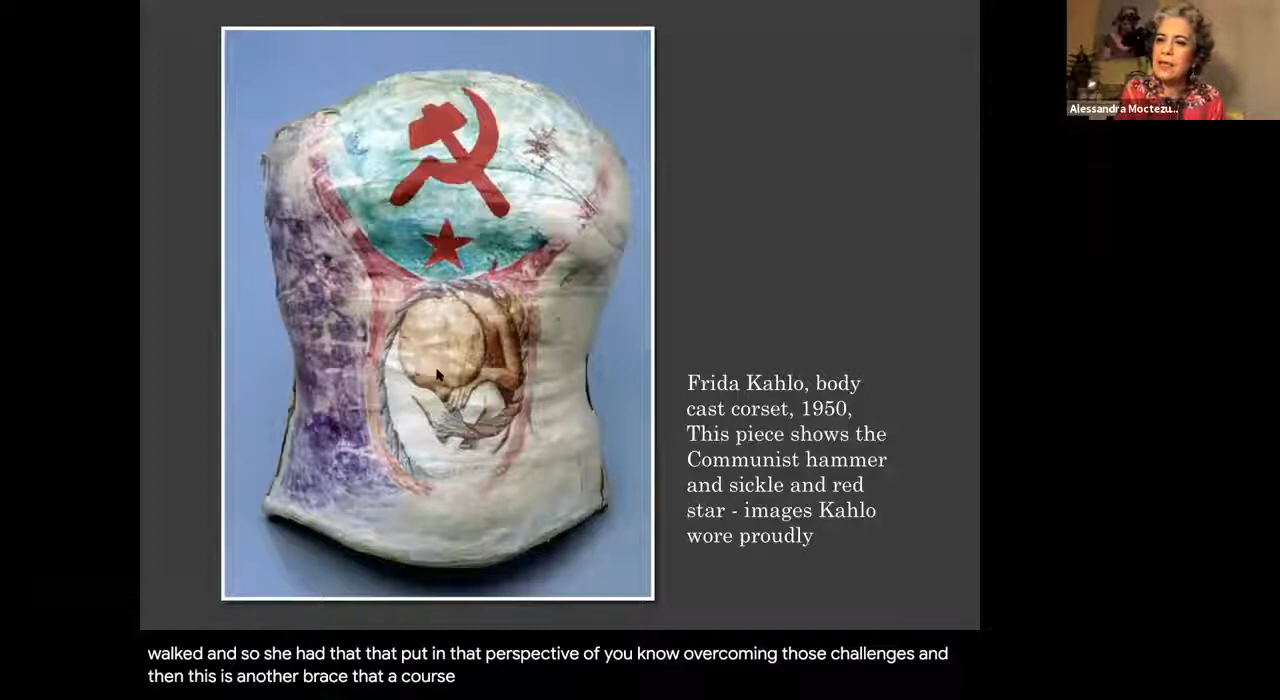 Alessandra Moctezu...
Frida Kahlo, body
cast corset, 1950,
This piece shows the
Communist hammer
and sickle and red
star - images Kahlo
wore proudly
walked and so she had that that put in that perspective of you know overcoming those challenges and
then this is another brace that a course